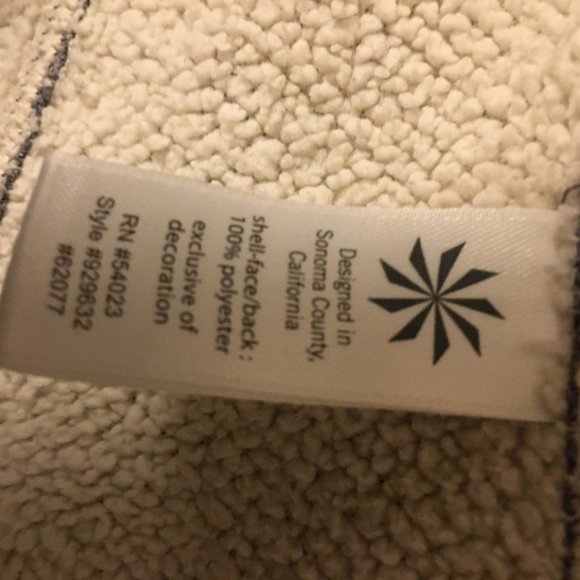 Designed in
Sonoma County,
California
shell-face/back :
100% polyester
exclusive of
decoration
RN #54023
Style #929632
#62077